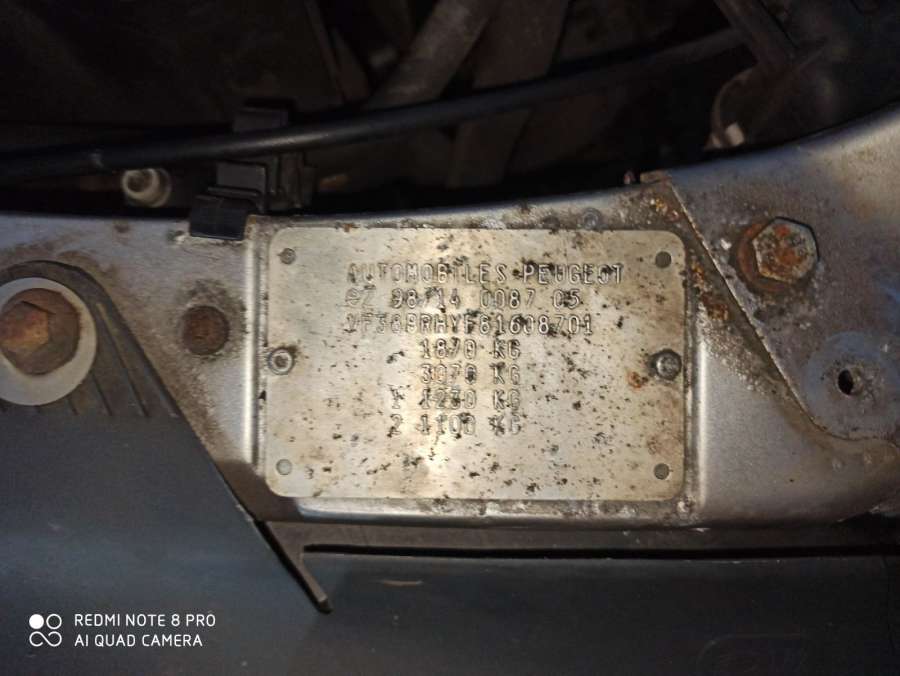 AUTOMOBILES PEUGEOT
e2 98/14 0087 05
1870 KG
3070 KG
1 1230 KG
2 1100 KG
REDMI NOTE 8 PRO
AI QUAD CAMERA